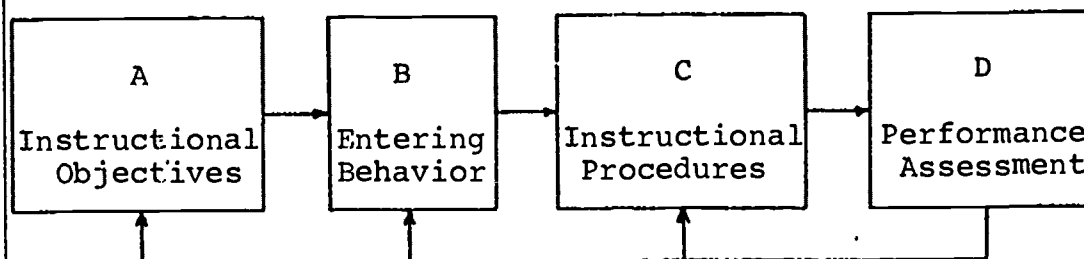 A
Instructional
Objectives
B
Entering
Behavior
C
Instructional
Procedures
D
Performance
Assessment